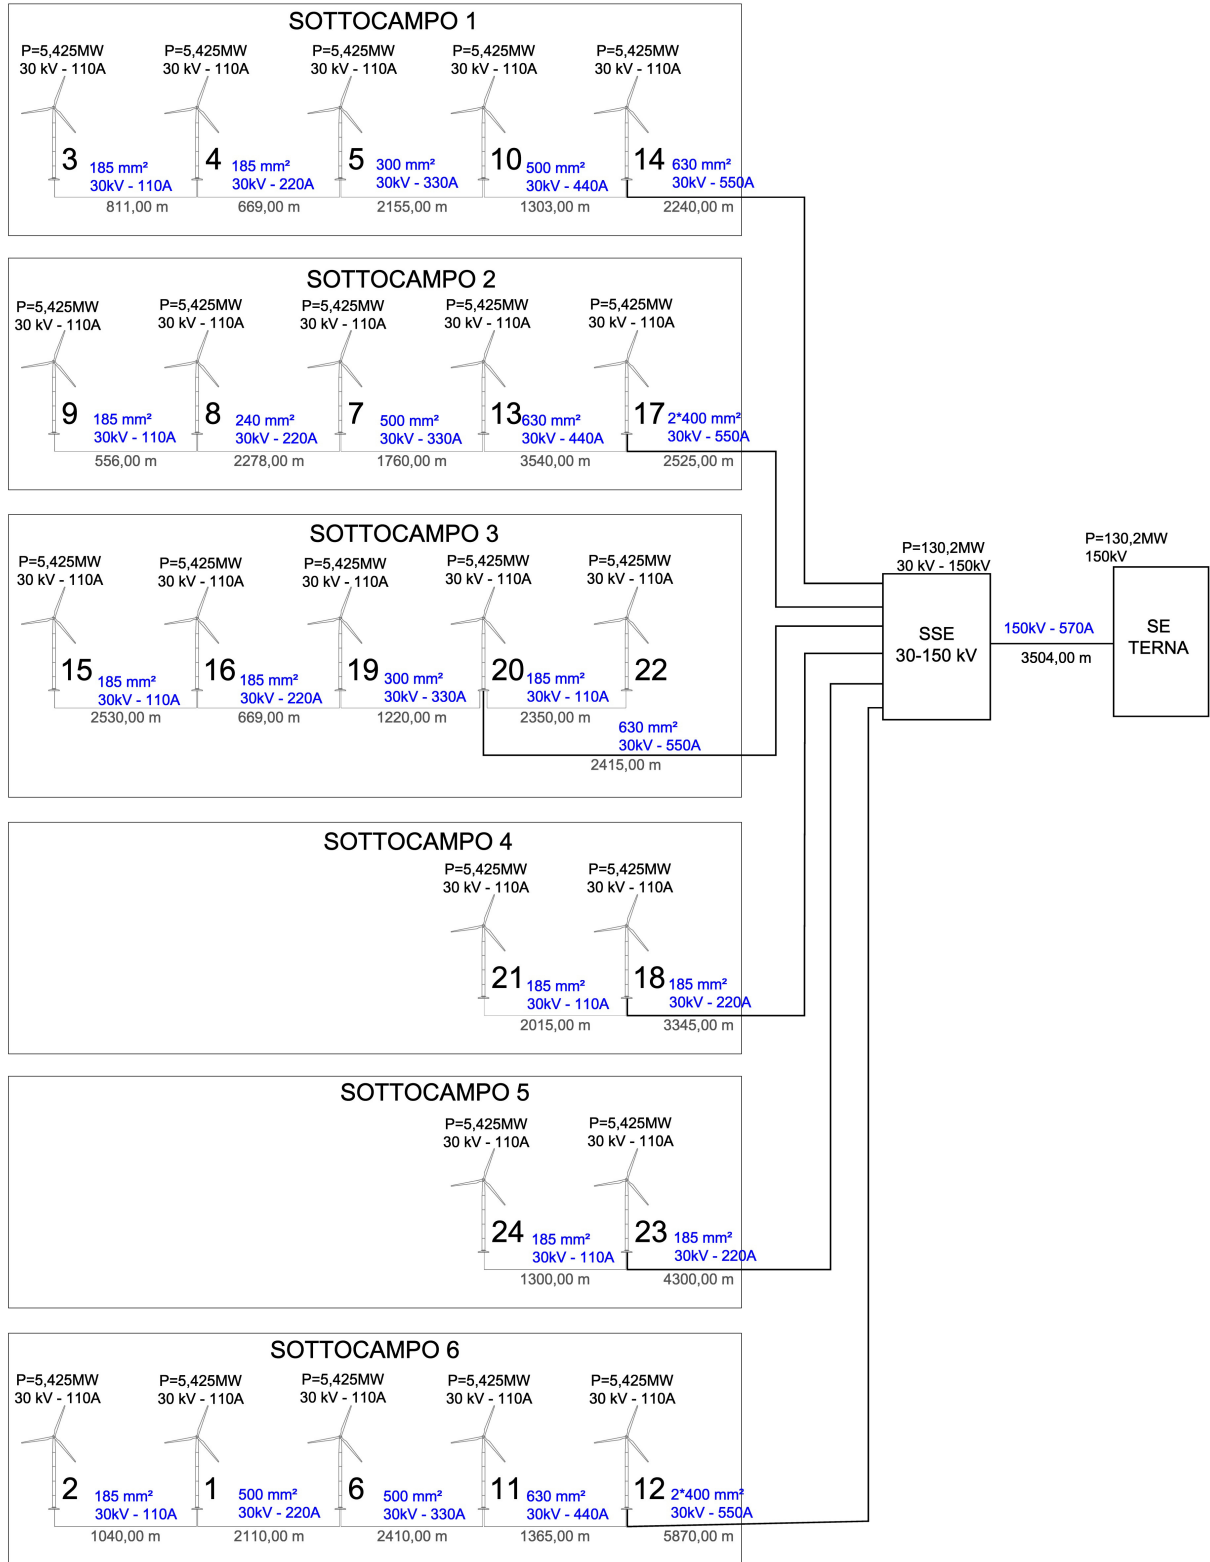 SOTTOCAMPO 1
P=5,425MW P=5,425MW P=5,425MW P=5,425MW P=5,425MW
30 kV - 110A 30 kV - 110A 30 kV - 110A 30 kV - 110A 30 kV - 110A
3 4 5 10 14
185 mm² 185 mm² 300 mm² 500 mm² 630 mm²
30kV - 110A 30kV - 220A 30kV - 330A 30kV - 440A 30kV - 550A
811,00 m 669,00 m 2155,00 m 1303,00 m 2240,00 m
SOTTOCAMPO 2
P=5,425MW P=5,425MW P=5,425MW P=5,425MW P=5,425MW
30 kV - 110A 30 kV - 110A 30 kV - 110A 30 kV - 110A 30 kV - 110A
9 8 7 13 17
185 mm² 240 mm² 500 mm² 630 mm² 2*400 mm²
30kV - 110A 30kV - 220A 30kV - 330A 30kV - 440A 30kV - 550A
556,00 m 2278,00 m 1760,00 m 3540,00 m 2525,00 m
SOTTOCAMPO 3
P=5,425MW P=5,425MW P=5,425MW P=5,425MW P=5,425MW
30 kV - 110A 30 kV - 110A 30 kV - 110A 30 kV - 110A 30 kV - 110A
15 16 19 20 22
185 mm² 185 mm² 300 mm² 185 mm²
30kV - 110A 30kV - 220A 30kV - 330A 30kV - 110A
2530,00 m 669,00 m 1220,00 m 2350,00 m
630 mm²
30kV - 550A
2415,00 m
P=130,2MW
30 kV - 150kV
SSE
30-150 kV
150kV - 570A
3504,00 m
P=130,2MW
150kV
SE
TERNA
SOTTOCAMPO 4
P=5,425MW P=5,425MW
30 kV - 110A 30 kV - 110A
21 18
185 mm² 185 mm²
30kV - 110A 30kV - 220A
2015,00 m 3345,00 m
SOTTOCAMPO 5
P=5,425MW P=5,425MW
30 kV - 110A 30 kV - 110A
24 23
185 mm² 185 mm²
30kV - 110A 30kV - 220A
1300,00 m 4300,00 m
SOTTOCAMPO 6
P=5,425MW P=5,425MW P=5,425MW P=5,425MW P=5,425MW
30 kV - 110A 30 kV - 110A 30 kV - 110A 30 kV - 110A 30 kV - 110A
2 1 6 11 12
185 mm² 500 mm² 500 mm² 630 mm² 2*400 mm²
30kV - 110A 30kV - 220A 30kV - 330A 30kV - 440A 30kV - 550A
1040,00 m 2110,00 m 2410,00 m 1365,00 m 5870,00 m